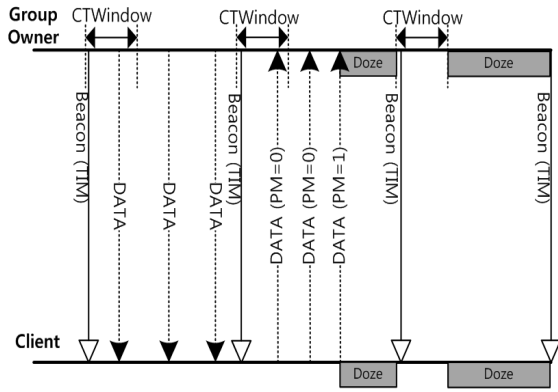 Group
Owner
CTWindow
CTWindow
CTWindow
Doze
Doze
Beacon (TIM)
DATA
DATA
DATA
Beacon (TIM)
DATA (PM=0)
DATA (PM=0)
DATA (PM=1)
Beacon (TIM)
Beacon (TIM)
Client
Doze
Doze